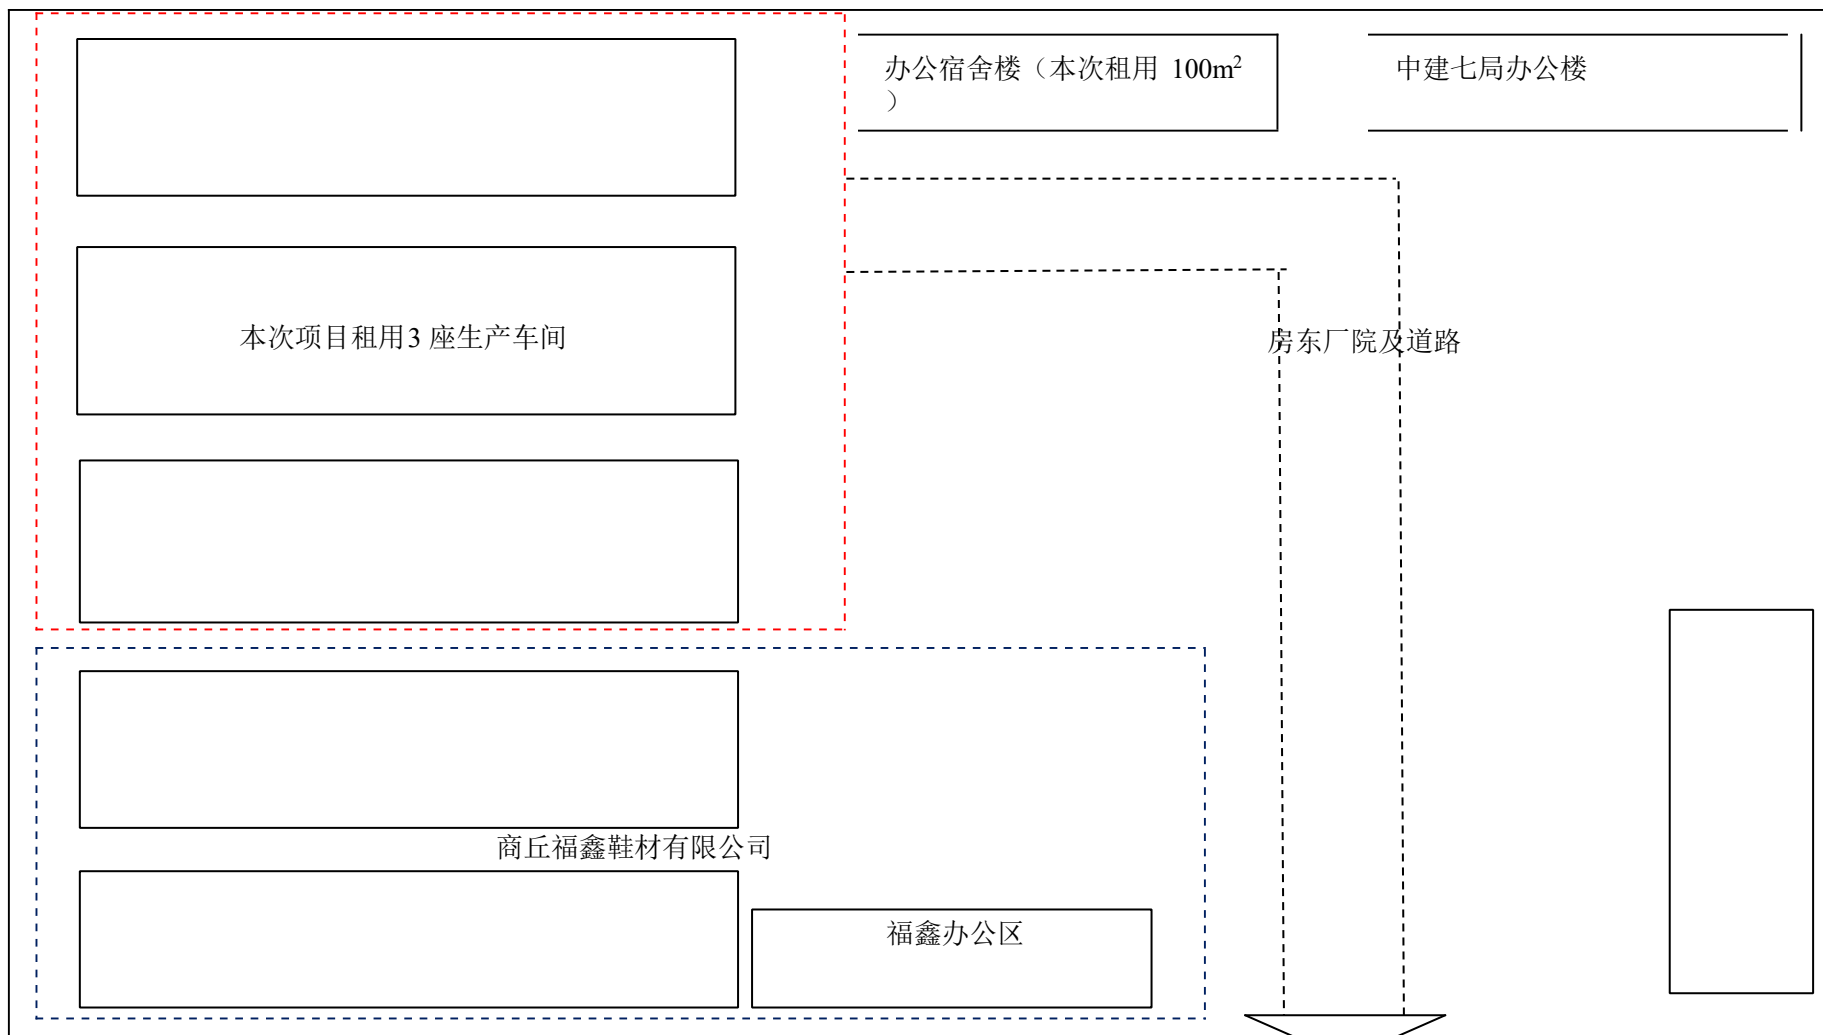 办公宿舍楼（本次租用 100m²
）
中建七局办公楼
本次项目租用3 座生产车间
房东厂院及道路
商丘福鑫鞋材有限公司
福鑫办公区